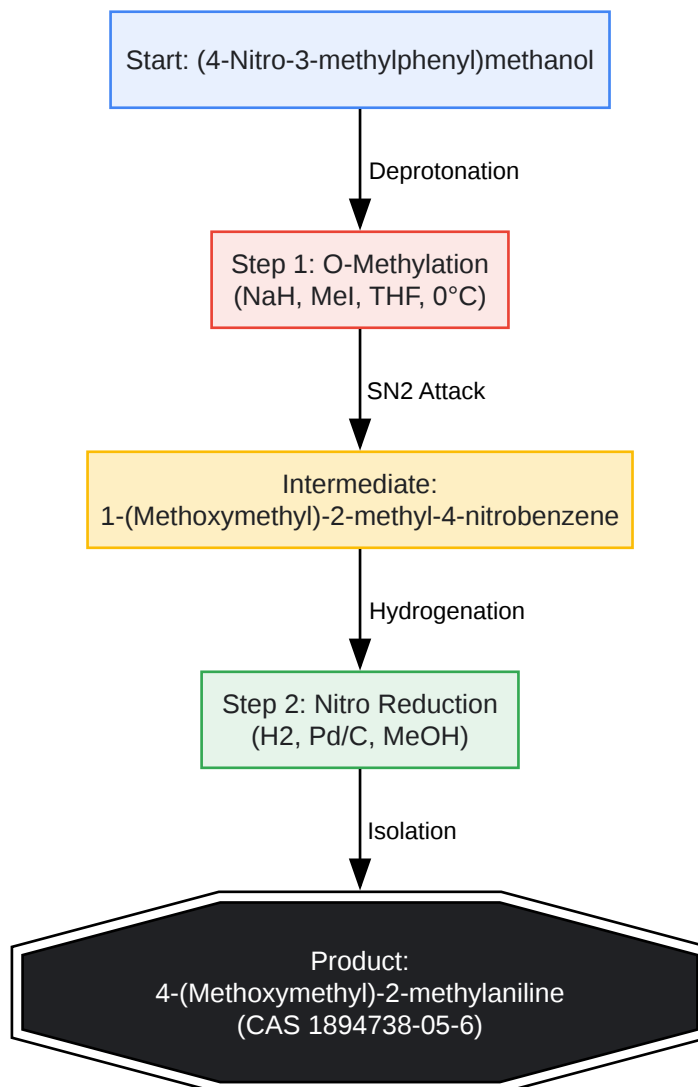 Start: (4-Nitro-3-methylphenyl)methanol
Deprotonation
Step 1: O-Methylation
(NaH, MeI, THF, 0°C)
SN2 Attack
Intermediate:
1-(Methoxymethyl)-2-methyl-4-nitrobenzene
Hydrogenation
Step 2: Nitro Reduction
(H2, Pd/C, MeOH)
Isolation
Product:
4-(Methoxymethyl)-2-methylaniline
(CAS 1894738-05-6)